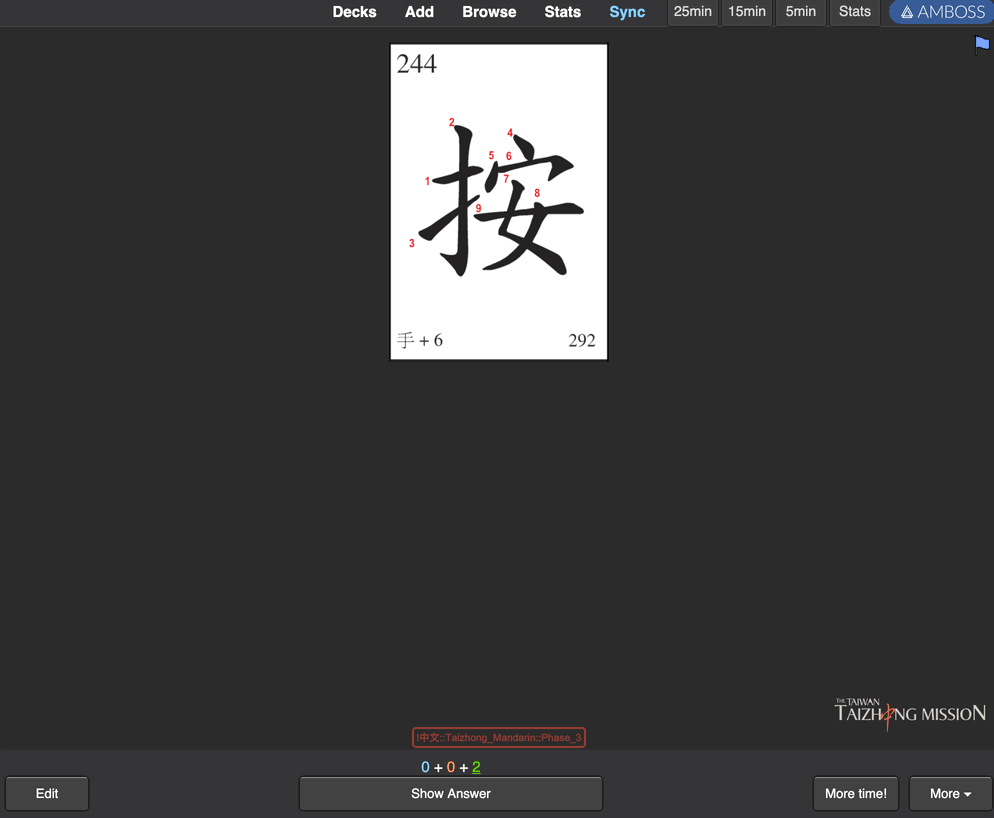 Decks Add Browse Stats Sync 25min 15min 5min Stats AMBOSS
244
按
1
2
3
4
5
6
7
8
9
手 + 6 292
THE TAIWAN
TAIZHONG MISSION
!中文::Taizhong_Mandarin::Phase_3
0 + 0 + 2
Edit Show Answer More time! More